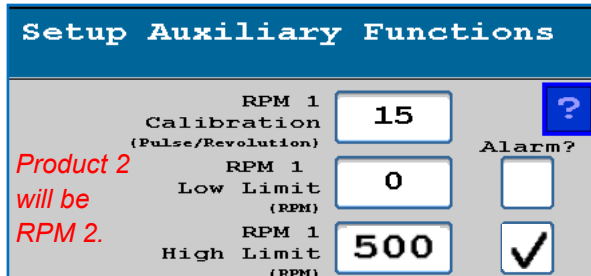 Setup Auxiliary Functions
RPM 1
Calibration
(Pulse/Revolution)
15
?
Alarm?
Product 2
will be
RPM 2.
RPM 1
Low Limit
(RPM)
0
RPM 1
High Limit
(RPM)
500